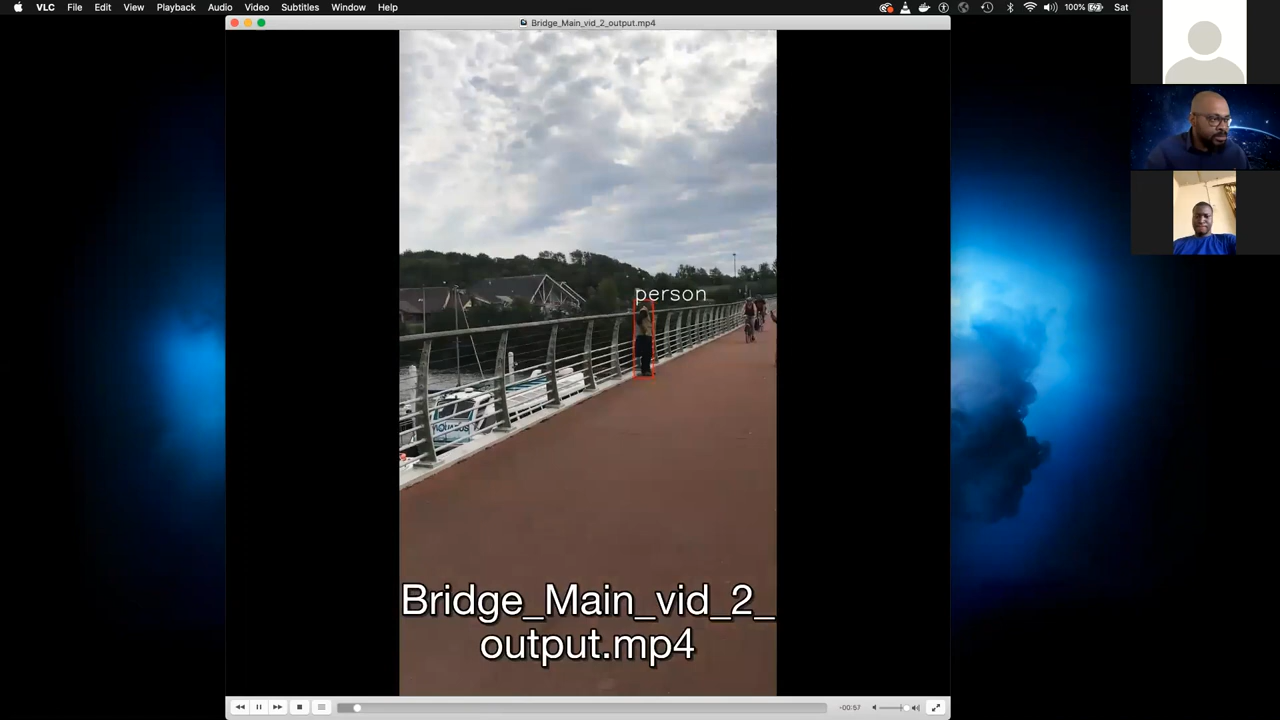 VLC File Edit View Playback Audio Video Subtitles Window Help
100% Sat
Bridge_Main_vid_2_output.mp4
person
Bridge_Main_vid_2_
output.mp4
-00:57